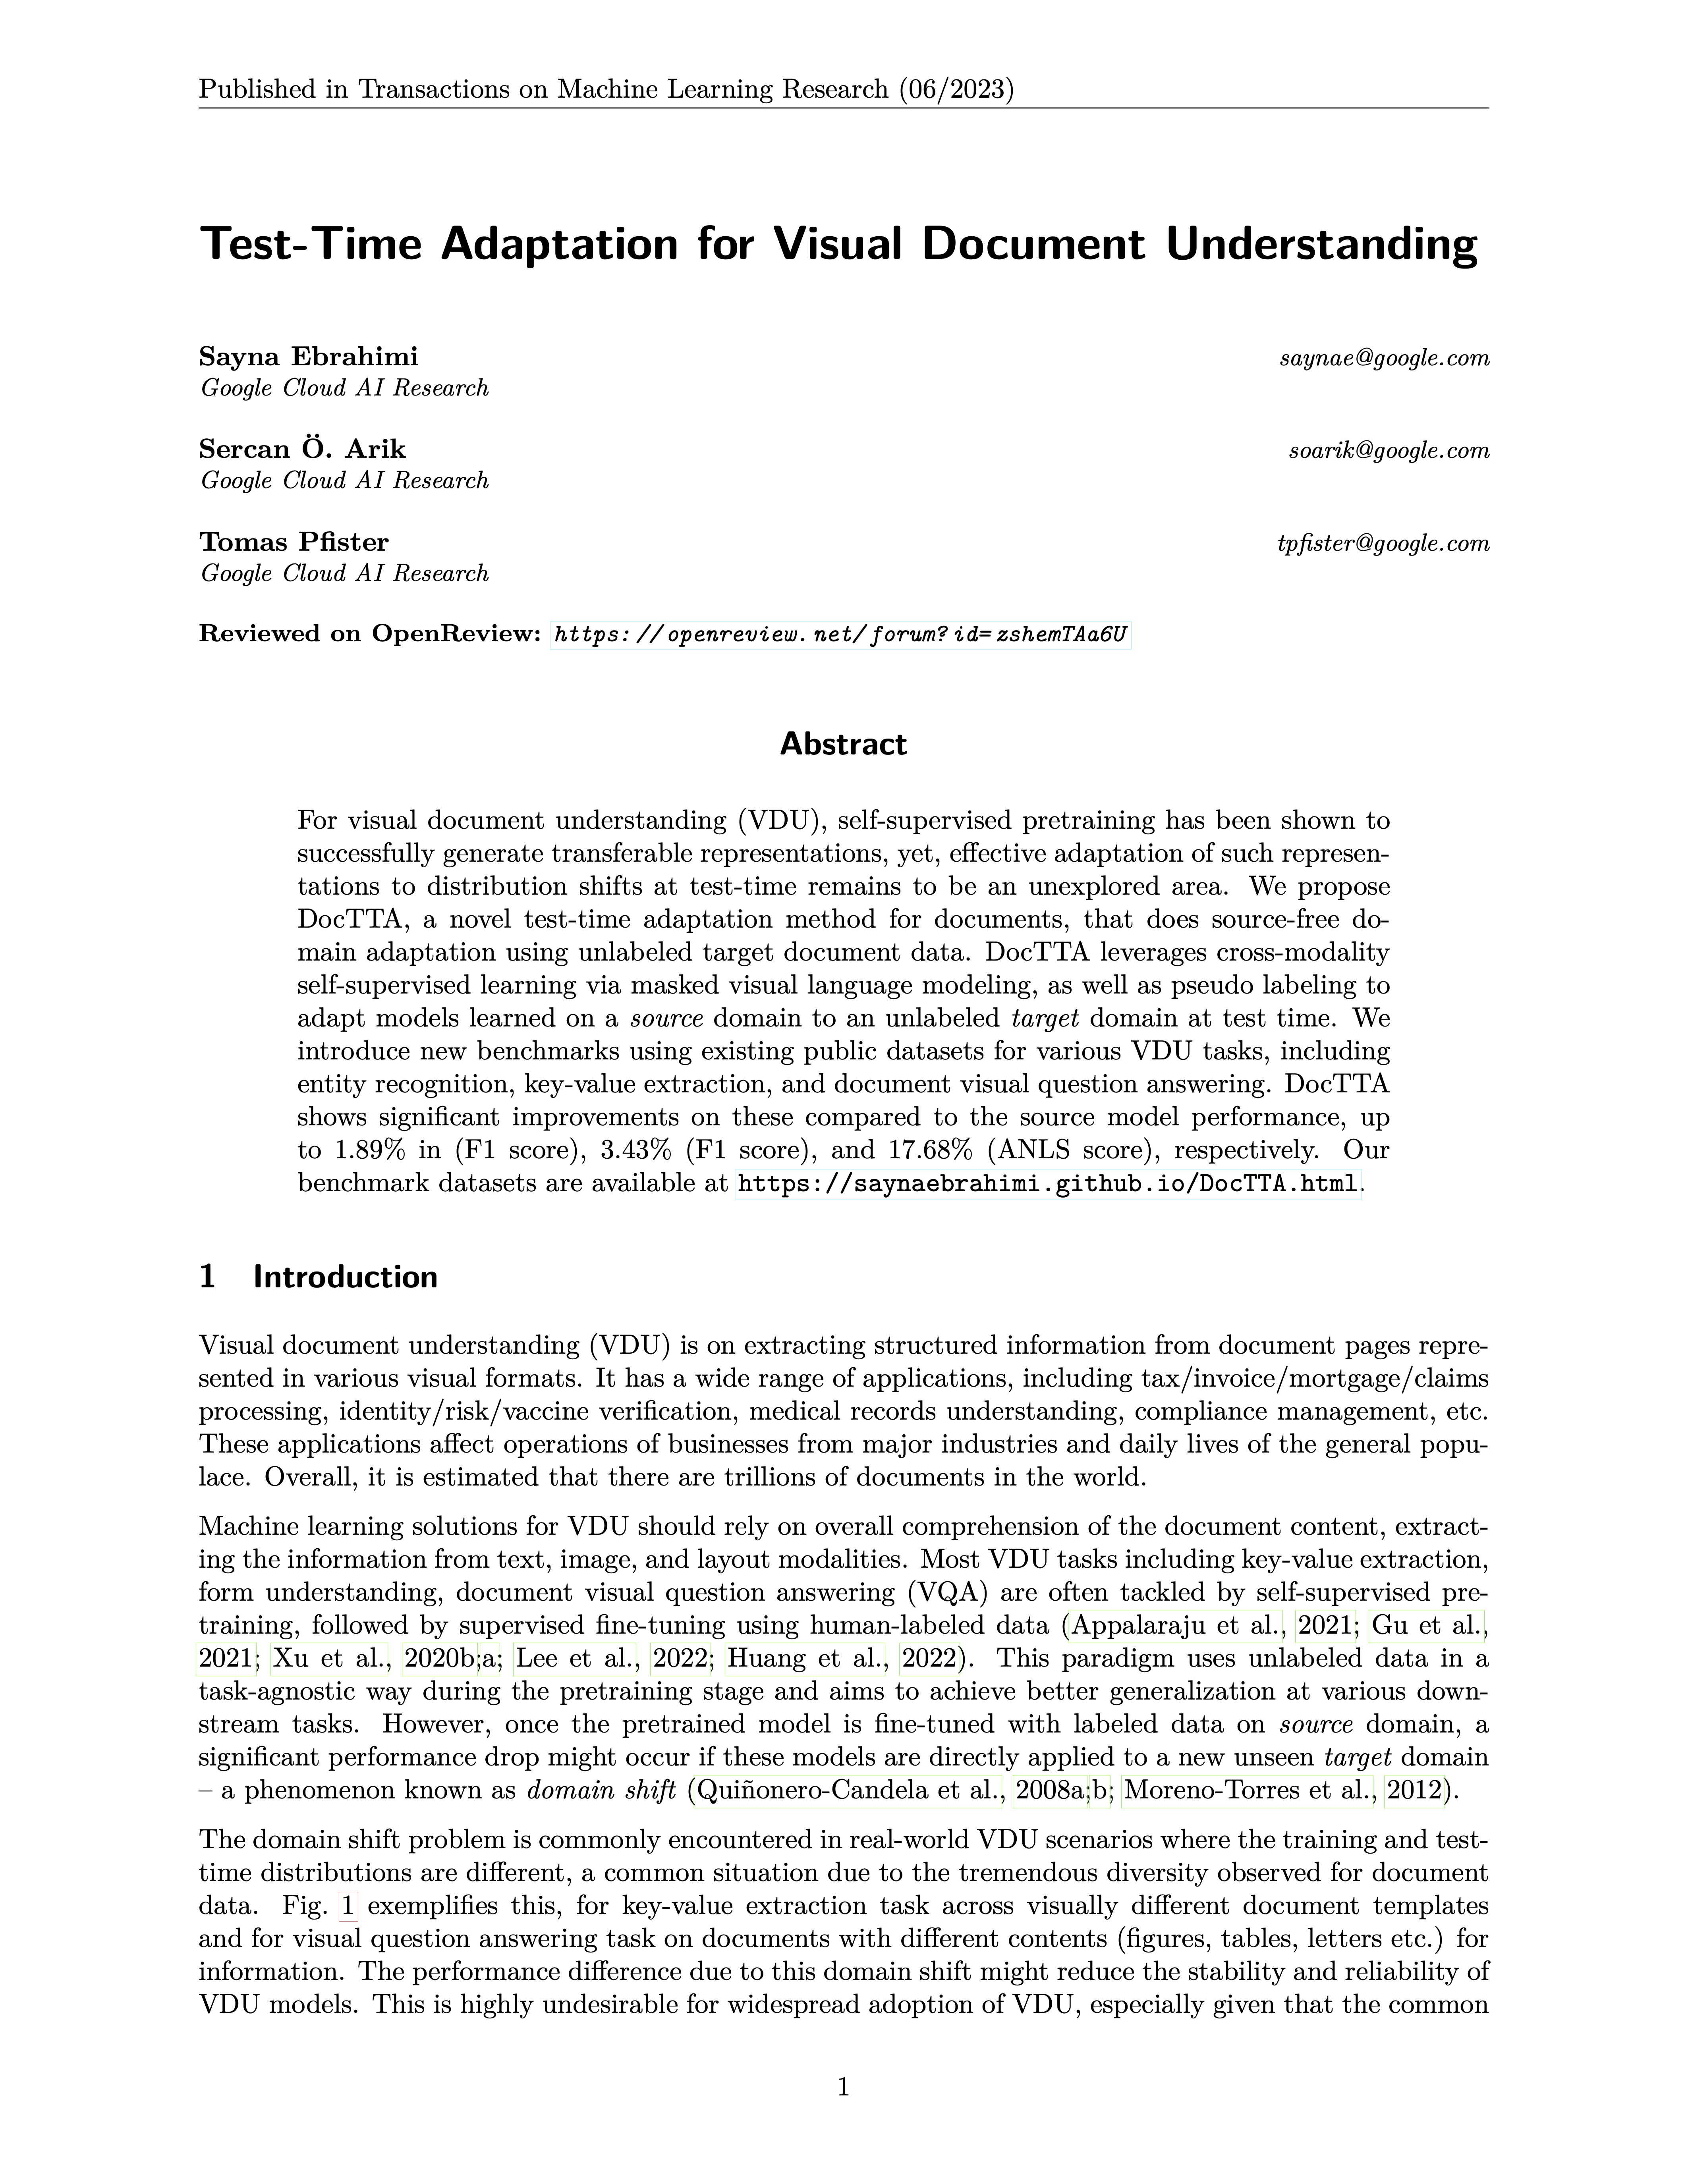 Published in Transactions on Machine Learning Research (06/2023)
Test-Time Adaptation for Visual Document Understanding
Sayna Ebrahimi saynae@google.com
Google Cloud AI Research
Sercan Ö. Arik soarik@google.com
Google Cloud AI Research
Tomas Pfister tpfister@google.com
Google Cloud AI Research
Reviewed on OpenReview: https://openreview.net/forum?id=zshemTAa6U
Abstract
For visual document understanding (VDU), self-supervised pretraining has been shown to
successfully generate transferable representations, yet, effective adaptation of such represen-
tations to distribution shifts at test-time remains to be an unexplored area. We propose
DocTTA, a novel test-time adaptation method for documents, that does source-free do-
main adaptation using unlabeled target document data. DocTTA leverages cross-modality
self-supervised learning via masked visual language modeling, as well as pseudo labeling to
adapt models learned on a source domain to an unlabeled target domain at test time. We
introduce new benchmarks using existing public datasets for various VDU tasks, including
entity recognition, key-value extraction, and document visual question answering. DocTTA
shows significant improvements on these compared to the source model performance, up
to 1.89% in (F1 score), 3.43% (F1 score), and 17.68% (ANLS score), respectively. Our
benchmark datasets are available at https://saynaebrahimi.github.io/DocTTA.html.
1 Introduction
Visual document understanding (VDU) is on extracting structured information from document pages repre-
sented in various visual formats. It has a wide range of applications, including tax/invoice/mortgage/claims
processing, identity/risk/vaccine verification, medical records understanding, compliance management, etc.
These applications affect operations of businesses from major industries and daily lives of the general popu-
lace. Overall, it is estimated that there are trillions of documents in the world.
Machine learning solutions for VDU should rely on overall comprehension of the document content, extract-
ing the information from text, image, and layout modalities. Most VDU tasks including key-value extraction,
form understanding, document visual question answering (VQA) are often tackled by self-supervised pre-
training, followed by supervised fine-tuning using human-labeled data (Appalaraju et al., 2021; Gu et al.,
2021; Xu et al., 2020b;a; Lee et al., 2022; Huang et al., 2022). This paradigm uses unlabeled data in a
task-agnostic way during the pretraining stage and aims to achieve better generalization at various down-
stream tasks. However, once the pretrained model is fine-tuned with labeled data on source domain, a
significant performance drop might occur if these models are directly applied to a new unseen target domain
– a phenomenon known as domain shift (Quiñonero-Candela et al., 2008a;b; Moreno-Torres et al., 2012).
The domain shift problem is commonly encountered in real-world VDU scenarios where the training and test-
time distributions are different, a common situation due to the tremendous diversity observed for document
data. Fig. 1 exemplifies this, for key-value extraction task across visually different document templates
and for visual question answering task on documents with different contents (figures, tables, letters etc.) for
information. The performance difference due to this domain shift might reduce the stability and reliability of
VDU models. This is highly undesirable for widespread adoption of VDU, especially given that the common
1